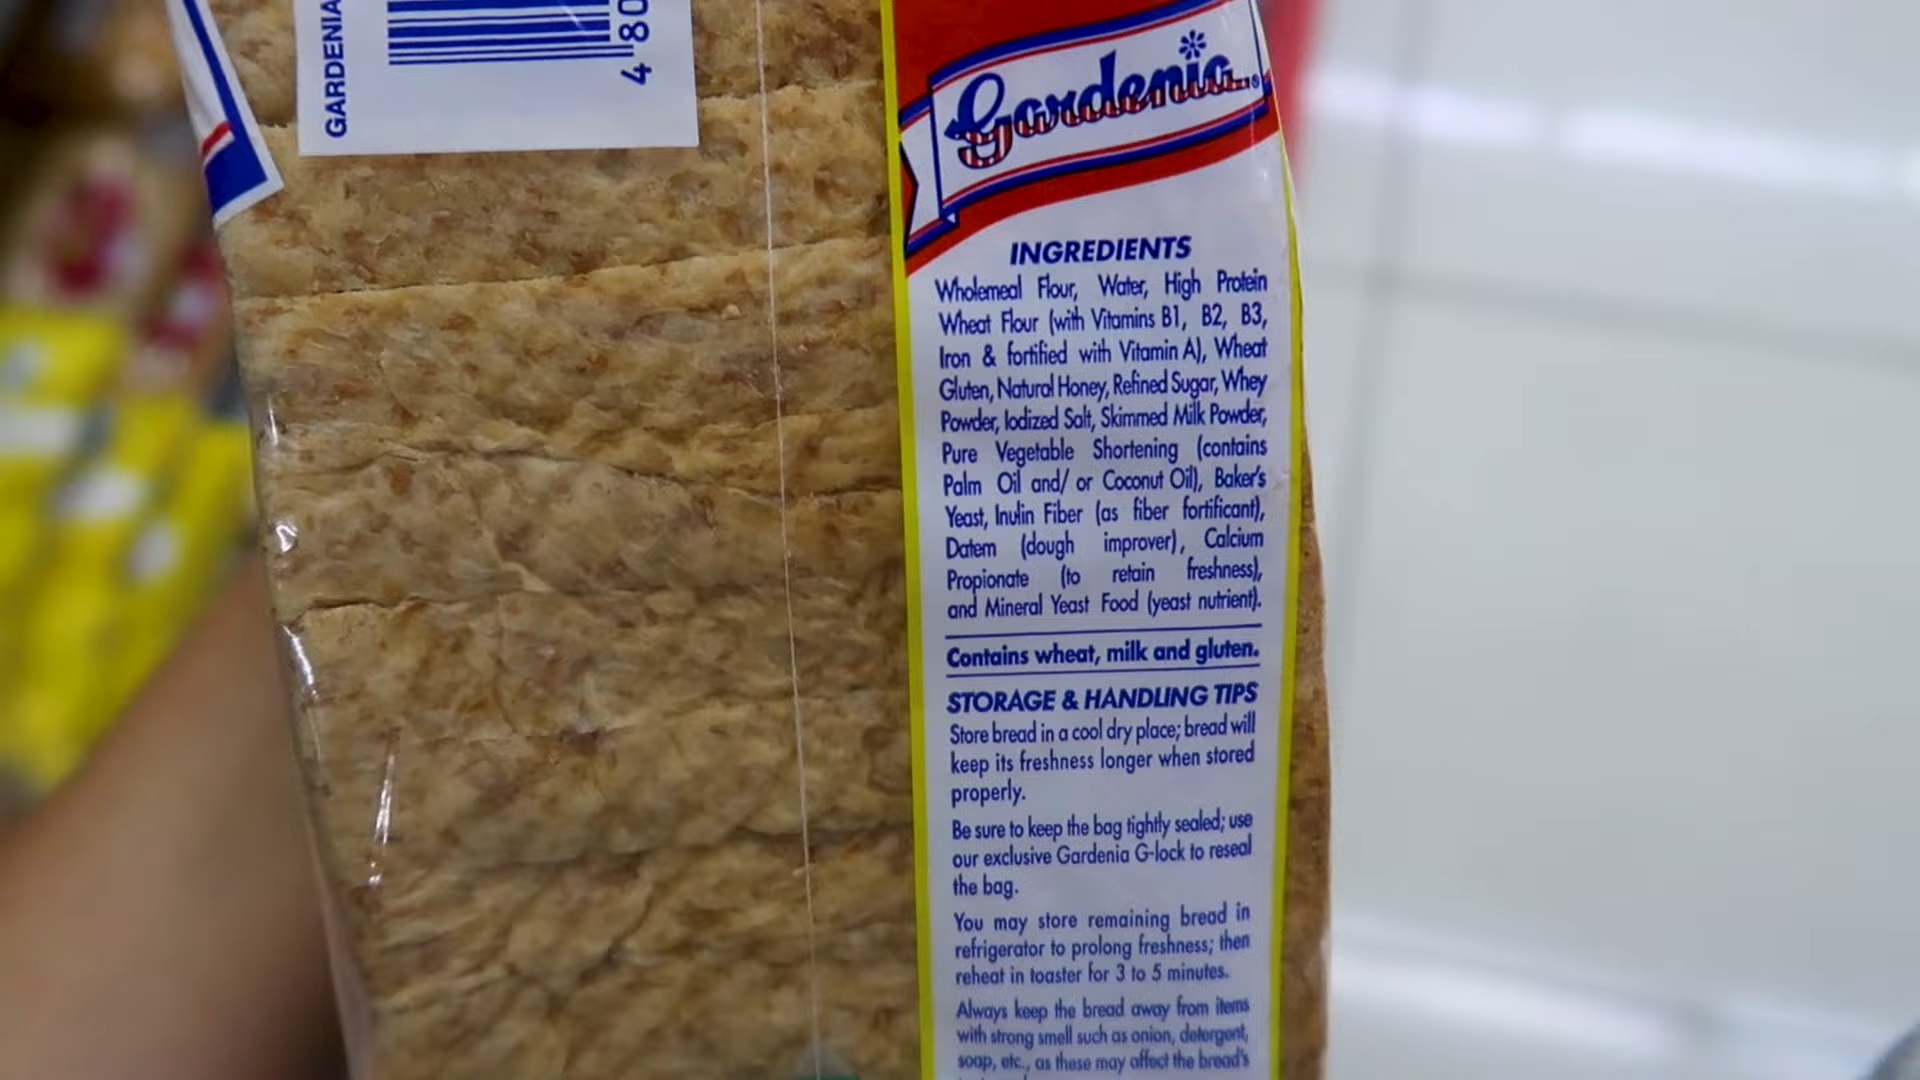 GARDENIA
4 80
Gardenia
INGREDIENTS
Wholemeal Flour, Water, High Protein
Wheat Flour (with Vitamins B1, B2, B3,
Iron & fortified with Vitamin A), Wheat
Gluten, Natural Honey, Refined Sugar, Whey
Powder, Iodized Salt, Skimmed Milk Powder,
Pure Vegetable Shortening (contains
Palm Oil and/ or Coconut Oil), Baker's
Yeast, Inulin Fiber (as fiber fortificant),
Datem (dough improver), Calcium
Propionate (to retain freshness),
and Mineral Yeast Food (yeast nutrient).
Contains wheat, milk and gluten.
STORAGE & HANDLING TIPS
Store bread in a cool dry place; bread will
keep its freshness longer when stored
properly.
Be sure to keep the bag tightly sealed; use
our exclusive Gardenia G-lock to reseal
the bag.
You may store remaining bread in
refrigerator to prolong freshness; then
reheat in toaster for 3 to 5 minutes.
Always keep the bread away from items
with strong smell such as onion, detergent,
soap, etc., as these may affect the bread's